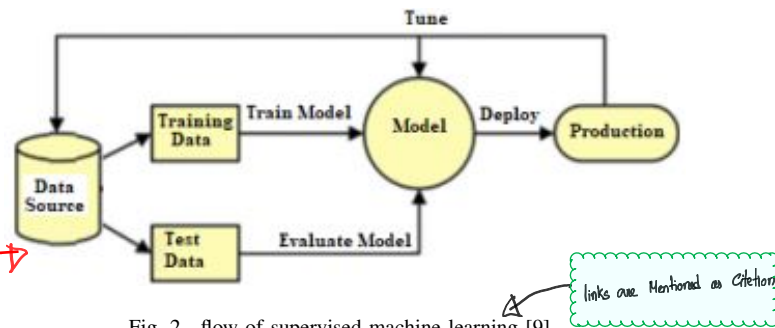 Tune
Training
Data
Train Model
Model
Deploy
Production
Data
Source
Test
Data
Evaluate Model
links are Mentioned as Citation
Fig. 2. flow of supervised machine learning [9]